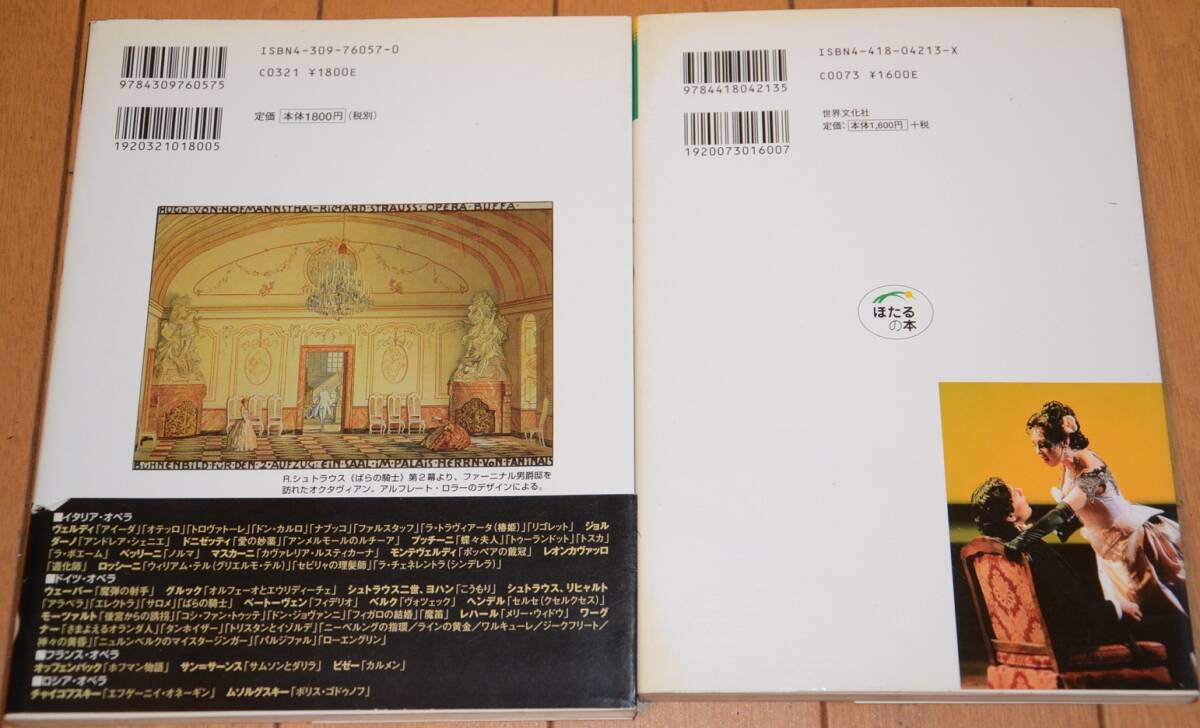 ISBN4-309-76057-0
9784309760575
C0321 ¥1800E
定価 本体1800円 (税別)
1920321018005
HUGO·VON·HOFMANNSTHAL-RICHARD·STRAUSS: OPERA·BUFFA·
BÜHNENBILD·FÜR·DEN·2·AUFZUG: EIN·SAAL·IM·PALAIS·HERRN·VON·FANINALS
R.シュトラウス《ばらの騎士》第2幕より、ファーニナル男爵邸を
訪れたオクタヴィアン。アルフレート・ロラーのデザインによる。
■イタリア・オペラ
ヴェルディ「アイーダ」「オテッロ」「トロヴァトーレ」「ドン・カルロ」「ナブッコ」「ファルスタッフ」「ラ・トラヴィアータ(椿姫)」「リゴレット」 ジョル
ダーノ「アンドレア・シェニエ」 ドニゼッティ「愛の妙薬」「アンメルモールのルチーア」 プッチーニ「蝶々夫人」「トゥーランドット」「トスカ」
「ラ・ボエーム」 ベッリーニ「ノルマ」 マスカーニ「カヴァレリア・ルスティカーナ」 モンテヴェルディ「ポッペアの戴冠」 レオンカヴァッロ
「道化師」 ロッシーニ「ウィリアム・テル(グリエルモ・テル)」「セビリャの理髪師」「ラ・チェネレントラ(シンデレラ)」
■ドイツ・オペラ
ウェーバー「魔弾の射手」 グルック「オルフェーオとエウリディーチェ」 シュトラウス二世、ヨハン「こうもり」 シュトラウス、リヒャルト
「アラベラ」「エレクトラ」「サロメ」「ばらの騎士」 ベートーヴェン「フィデリオ」 ベルク「ヴォツェック」 ヘンデル「セルセ(クセルクセス)」
モーツァルト「後宮からの誘拐」「コシ・ファン・トゥッテ」「ドン・ジョヴァンニ」「フィガロの結婚」「魔笛」 レハール「メリー・ウィドウ」 ワーグ
ナー「さまよえるオランダ人」「タンホイザー」「トリスタンとイゾルデ」「ニーベルングの指環/ラインの黄金/ワルキューレ/ジークフリート/
神々の黄昏」「ニュルンベルクのマイスタージンガー」「パルジファル」「ローエングリン」
■フランス・オペラ
オッフェンバック「ホフマン物語」 サン=サーンス「サムソンとダリラ」 ビゼー「カルメン」
■ロシア・オペラ
チャイコフスキー「エフゲーニイ・オネーギン」 ムソルグスキー「ボリス・ゴドゥノフ」
ISBN4-418-04213-X
9784418042135
C0073 ¥1600E
世界文化社
定価: 本体1,600円 +税
1920073016007
ほたる
の本